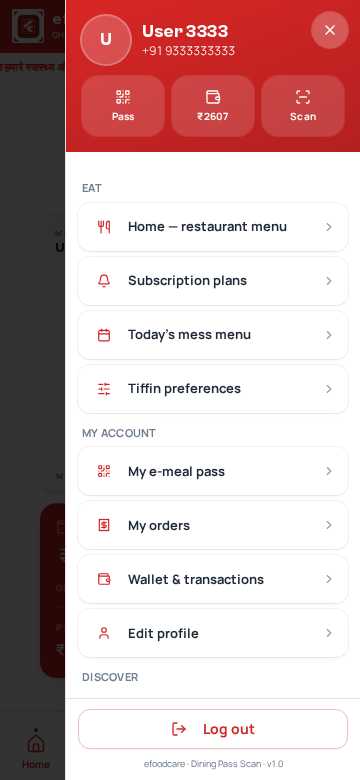 U
User 3333
+91 9333333333
Pass
₹2607
Scan
EAT
Home — restaurant menu
Subscription plans
Today's mess menu
Tiffin preferences
MY ACCOUNT
My e-meal pass
My orders
Wallet & transactions
Edit profile
DISCOVER
Log out
efoodcare · Dining Pass Scan · v1.0
Home